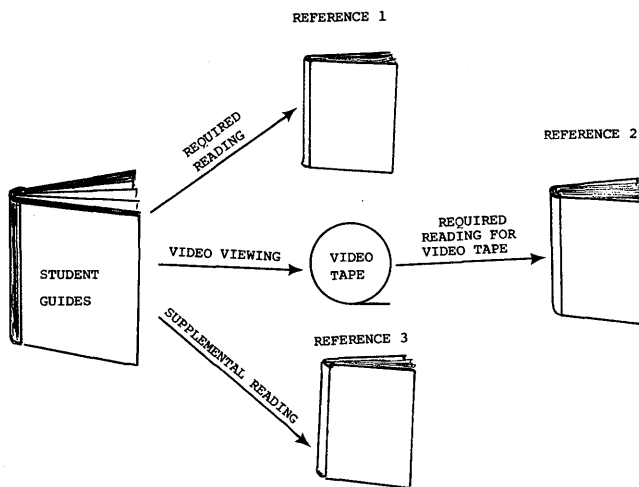 REFERENCE 1
REQUIRED
READING
REFERENCE 2
STUDENT
GUIDES
VIDEO VIEWING
VIDEO
TAPE
REQUIRED
READING FOR
VIDEO TAPE
SUPPLEMENTAL READING
REFERENCE 3